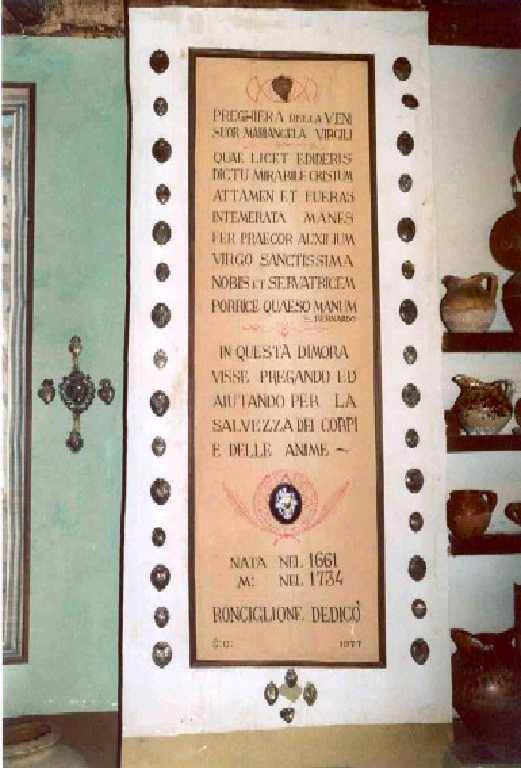 PREGHIERA DELLA VEN
SUOR MARIANGELA VIRGILI
QUAE LICET EDIDERIS
DICTU MIRABILE CRISTUM
ATTAMEN ET FUERAS
INTEMERATA MANES
FER PRAECOR AUXILIUM
VIRGO SANCTISSIMA
NOBIS ET SERVATRICEM
PORRICE QUAESO MANUM
S. BERNARDO
IN QUESTA DIMORA
VISSE PREGANDO ED
AIUTANDO PER LA
SALVEZZA DEI CORPI
E DELLE ANIME ~
NATA NEL 1661
M: NEL 1734
RONCIGLIONE DEDICÒ
1977